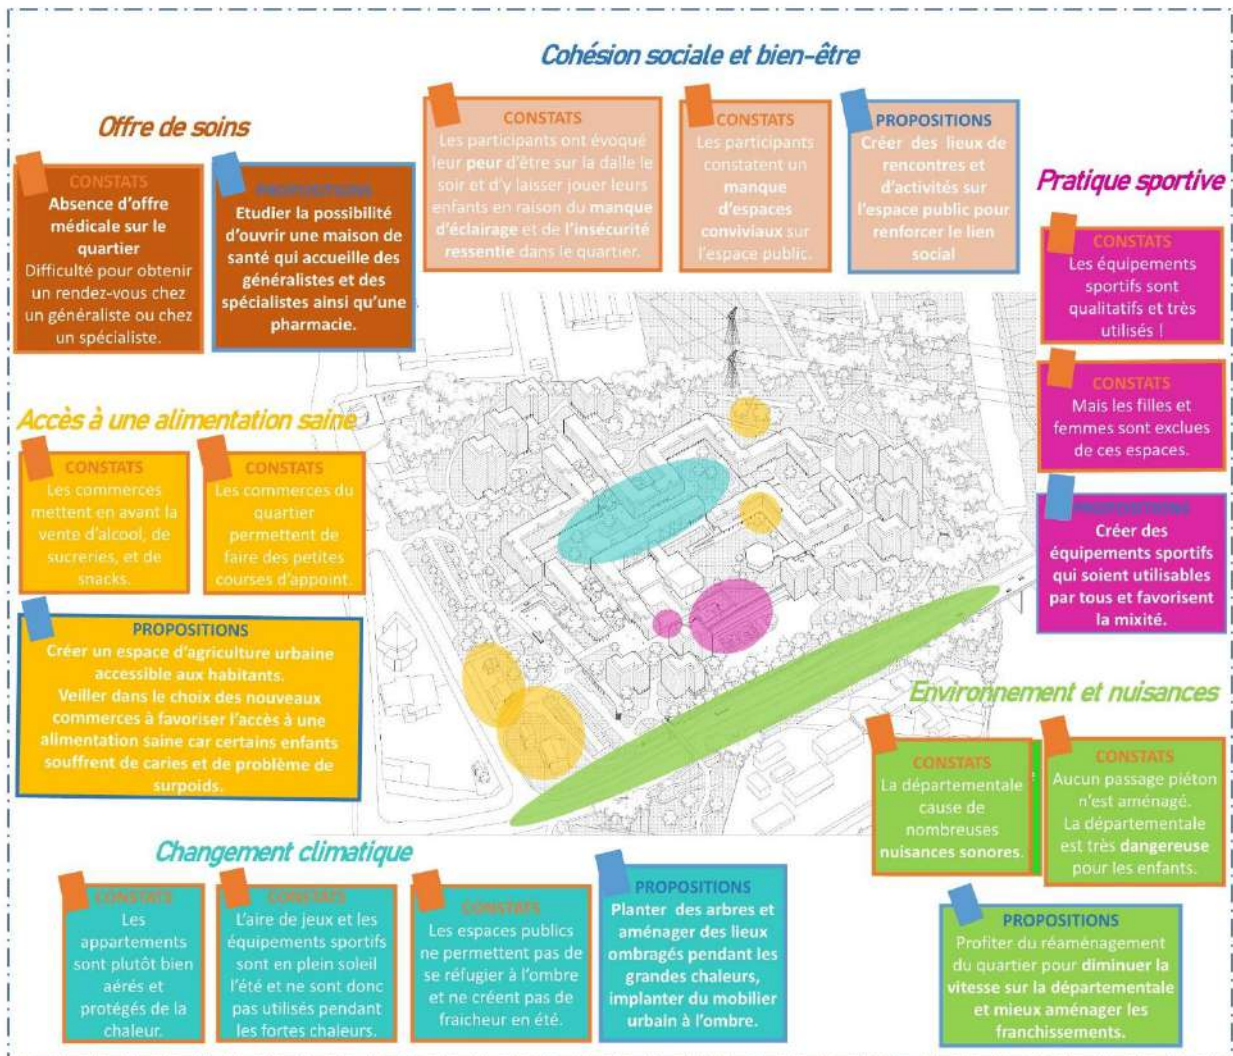 Cohésion sociale et bien-être
Offre de soins
CONSTATS
Absence d'offre
médicale sur le
quartier
Difficulté pour obtenir
un rendez-vous chez
un généraliste ou chez
un spécialiste.
PROPOSITIONS
Etudier la possibilité
d'ouvrir une maison de
santé qui accueille des
généralistes et des
spécialistes ainsi qu'une
pharmacie.
CONSTATS
Les participants ont évoqué
leur peur d'être sur la dalle le
soir et d'y laisser jouer leurs
enfants en raison du manque
d'éclairage et de l'insécurité
ressentie dans le quartier.
CONSTATS
Les participants
constatent un
manque
d'espaces
conviviaux sur
l'espace public.
PROPOSITIONS
Créer des lieux de
rencontres et
d'activités sur
l'espace public pour
renforcer le lien
social
Pratique sportive
CONSTATS
Les équipements
sportifs sont
qualitatifs et très
utilisés !
CONSTATS
Mais les filles et
femmes sont exclues
de ces espaces.
PROPOSITIONS
Créer des
équipements sportifs
qui soient utilisables
par tous et favorisent
la mixité.
Accès à une alimentation saine
CONSTATS
Les commerces
mettent en avant la
vente d'alcool, de
sucreries, et de
snacks.
CONSTATS
Les commerces du
quartier
permettent de
faire des petites
courses d'appoint.
PROPOSITIONS
Créer un espace d'agriculture urbaine
accessible aux habitants.
Veiller dans le choix des nouveaux
commerces à favoriser l'accès à une
alimentation saine car certains enfants
souffrent de caries et de problème de
surpoids.
Environnement et nuisances
CONSTATS
La départementale
cause de
nombreuses
nuisances sonores.
CONSTATS
Aucun passage piéton
n'est aménagé.
La départementale
est très dangereuse
pour les enfants.
PROPOSITIONS
Profiter du réaménagement
du quartier pour diminuer la
vitesse sur la départementale
et mieux aménager les
franchissements.
Changement climatique
CONSTATS
Les
appartements
sont plutôt bien
aérés et
protégés de la
chaleur.
CONSTATS
L'aire de jeux et les
équipements sportifs
sont en plein soleil
l'été et ne sont donc
pas utilisés pendant
les fortes chaleurs.
CONSTATS
Les espaces publics
ne permettent pas de
se réfugier à l'ombre
et ne créent pas de
fraicheur en été.
PROPOSITIONS
Planter des arbres et
aménager des lieux
ombragés pendant les
grandes chaleurs,
implanter du mobilier
urbain à l'ombre.